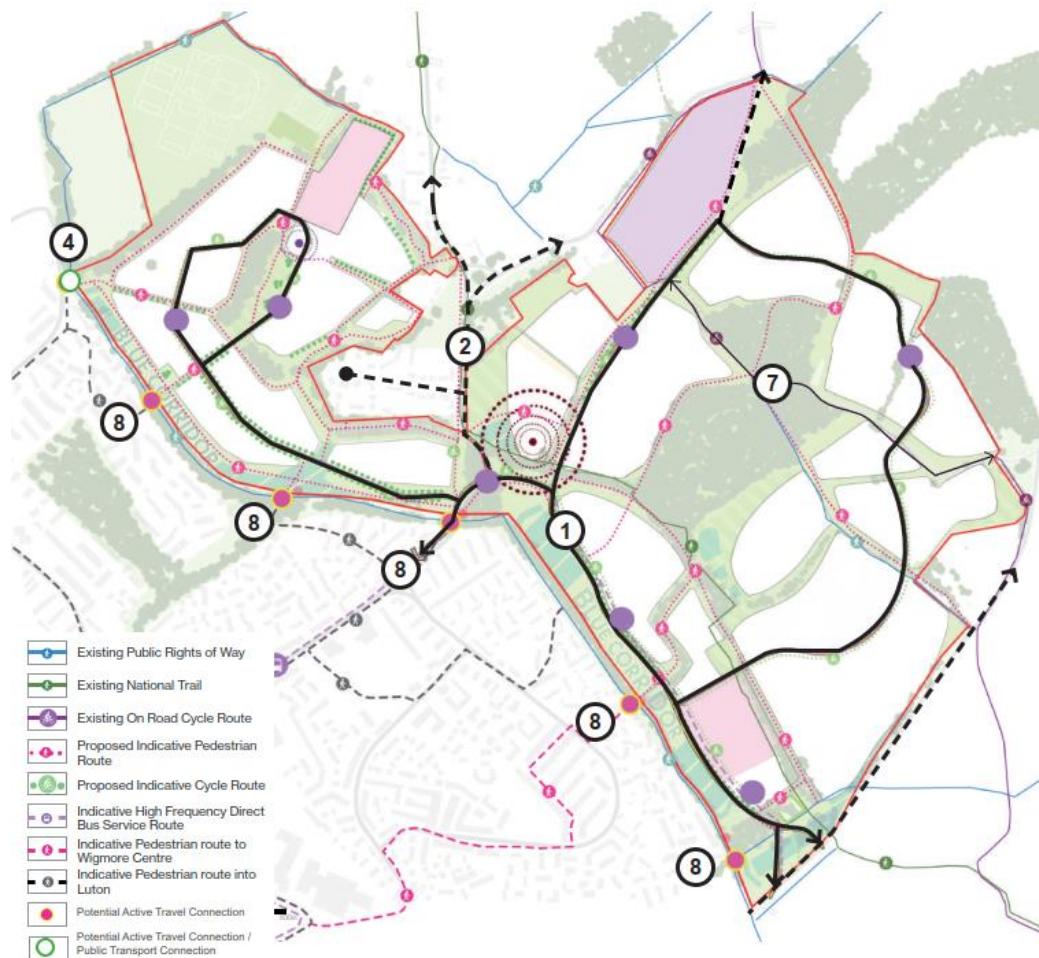 4
2
8
7
8
1
8
BLUE CORRIDOR
BLUE CORRIDOR
8
8
Existing Public Rights of Way
Existing National Trail
Existing On Road Cycle Route
Proposed Indicative Pedestrian
Route
Proposed Indicative Cycle Route
Indicative High Frequency Direct
Bus Service Route
Indicative Pedestrian route to
Wigmore Centre
Indicative Pedestrian route into
Luton
Potential Active Travel Connection
Potential Active Travel Connection /
Public Transport Connection